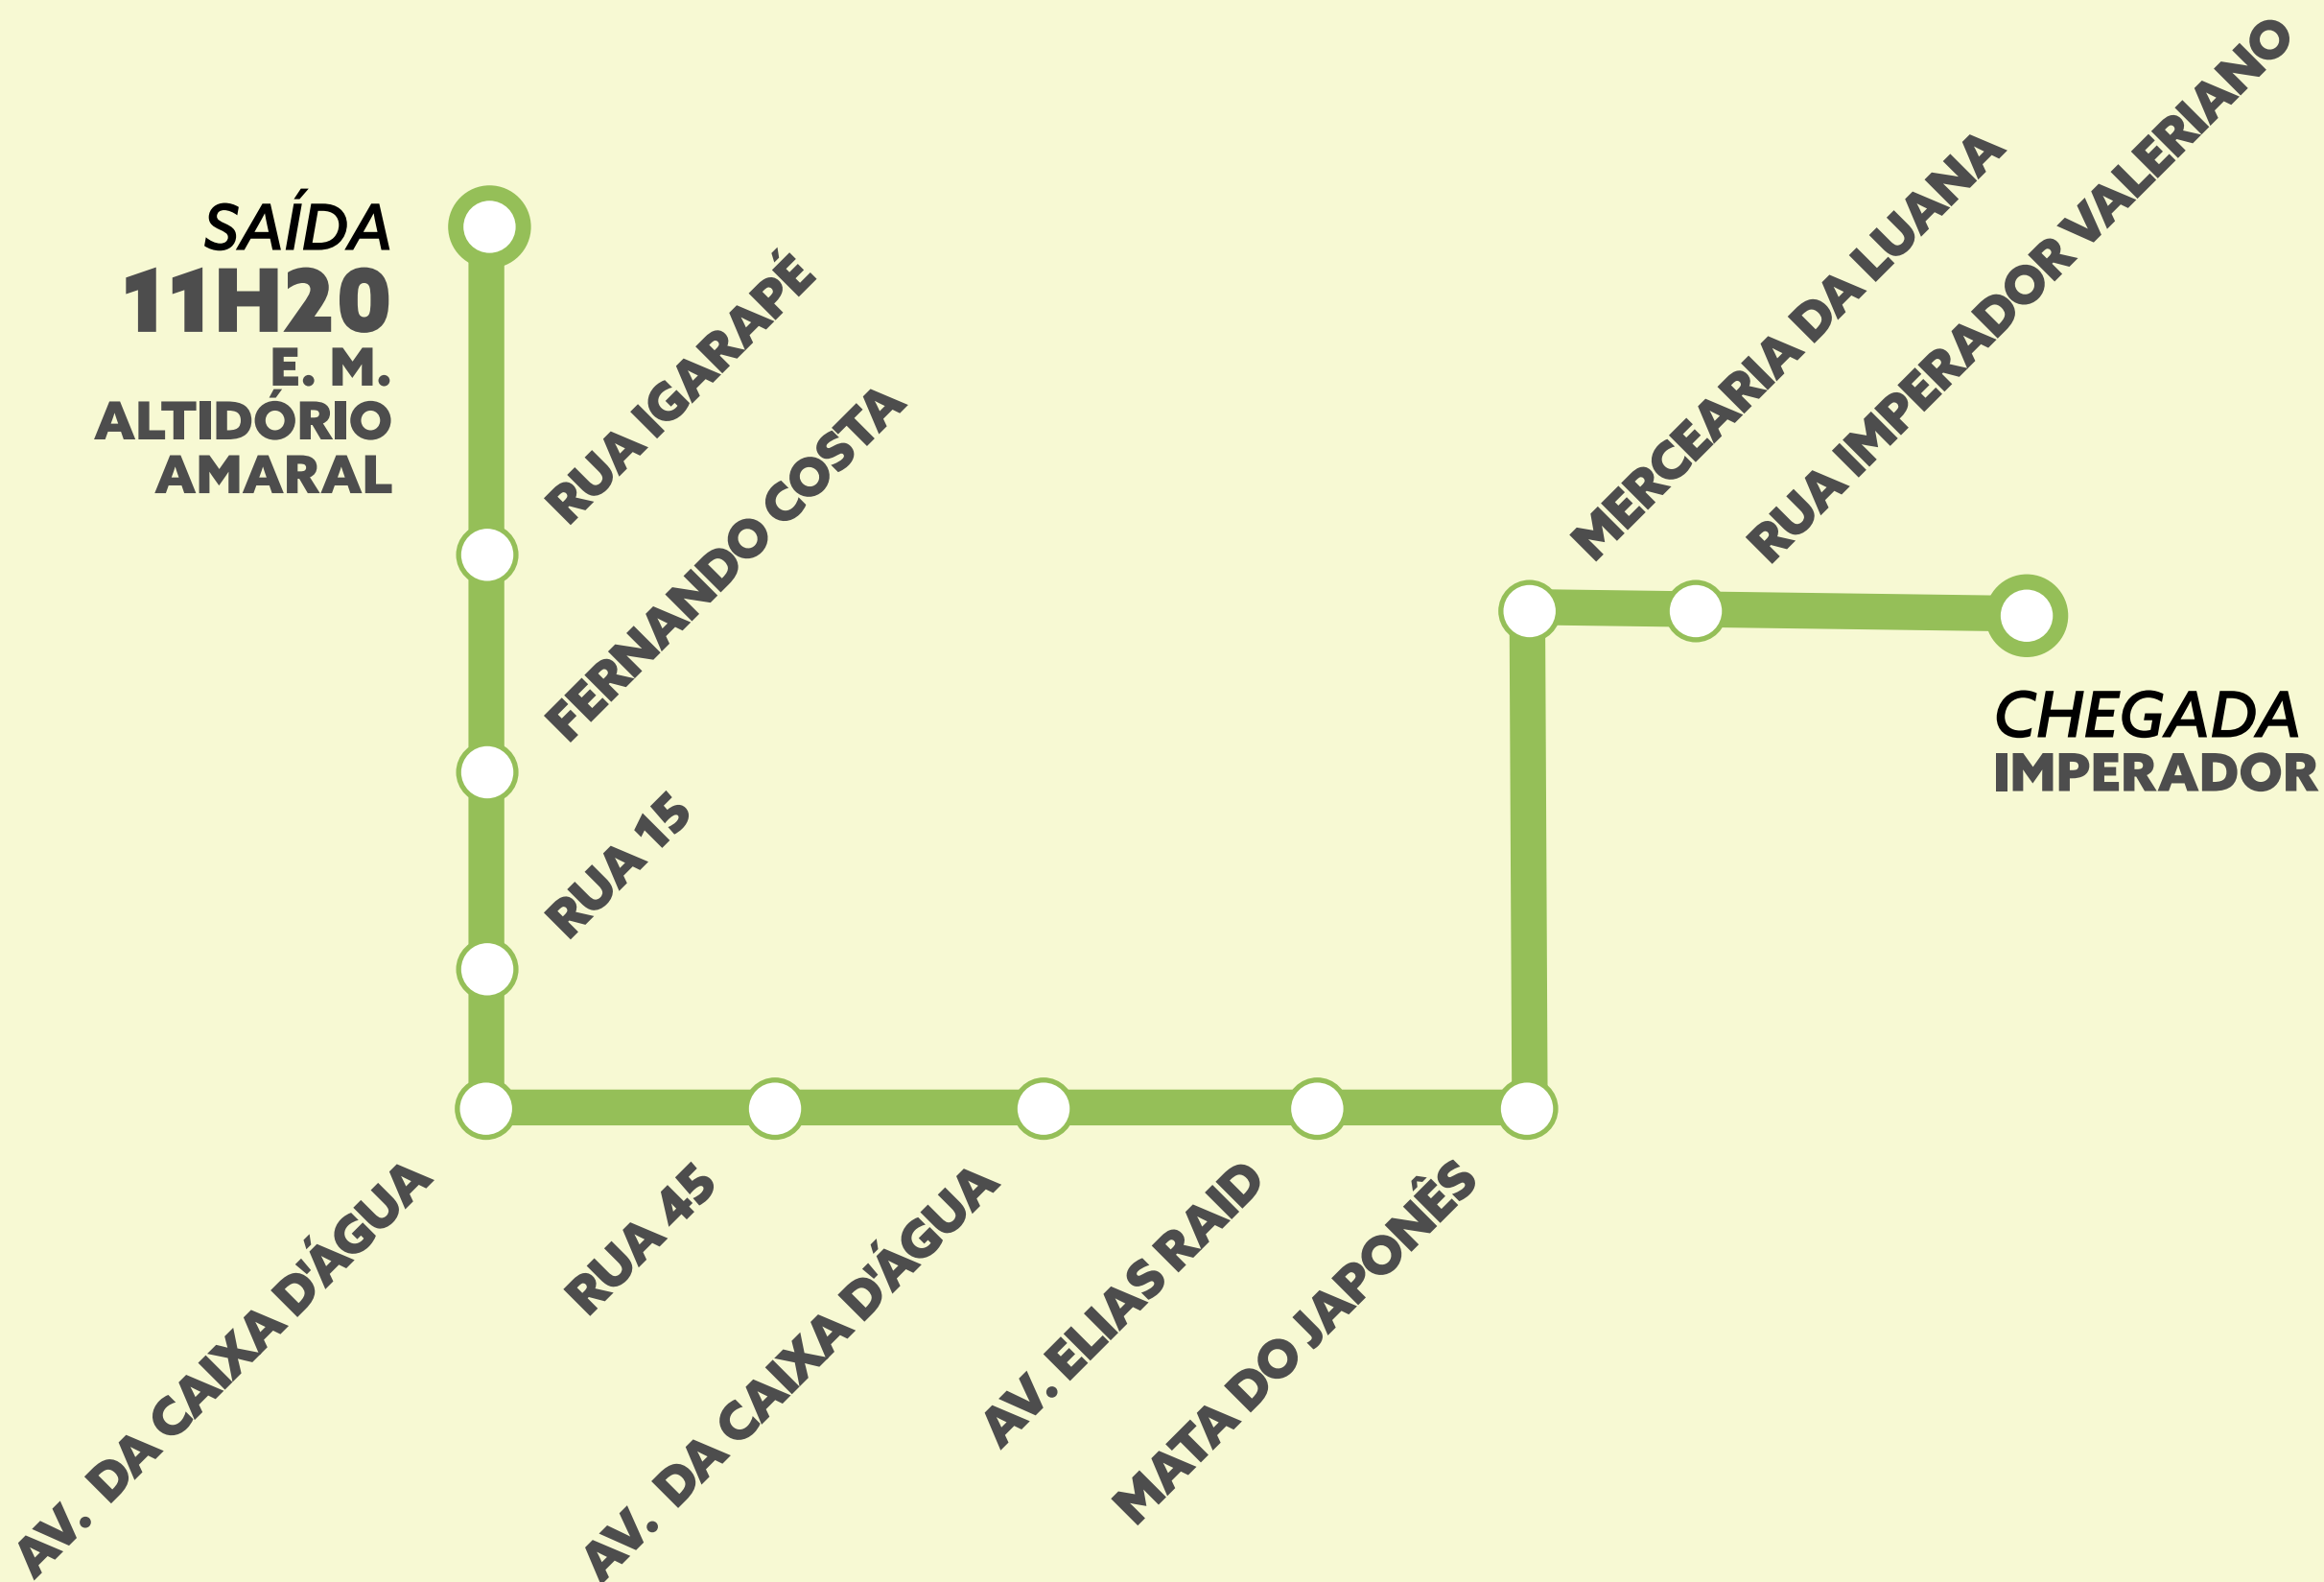 SAÍDA
11H20
E. M.
ALTIDÓRIO
AMARAL
RUA IGARAPÉ
FERNANDO COSTA
RUA 15
AV. DA CAIXA D'ÁGUA
RUA 45
AV. DA CAIXA D'ÁGUA
AV. ELIAS RAID
MATA DO JAPONÊS
MERCEARIA DA LUANA
RUA IMPERADOR VALERIANO
CHEGADA
IMPERADOR